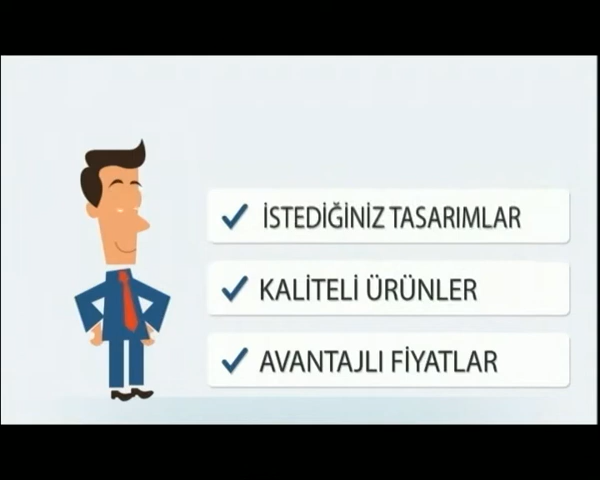 İSTEDİĞİNİZ TASARIMLAR
KALİTELİ ÜRÜNLER
AVANTAJLI FİYATLAR